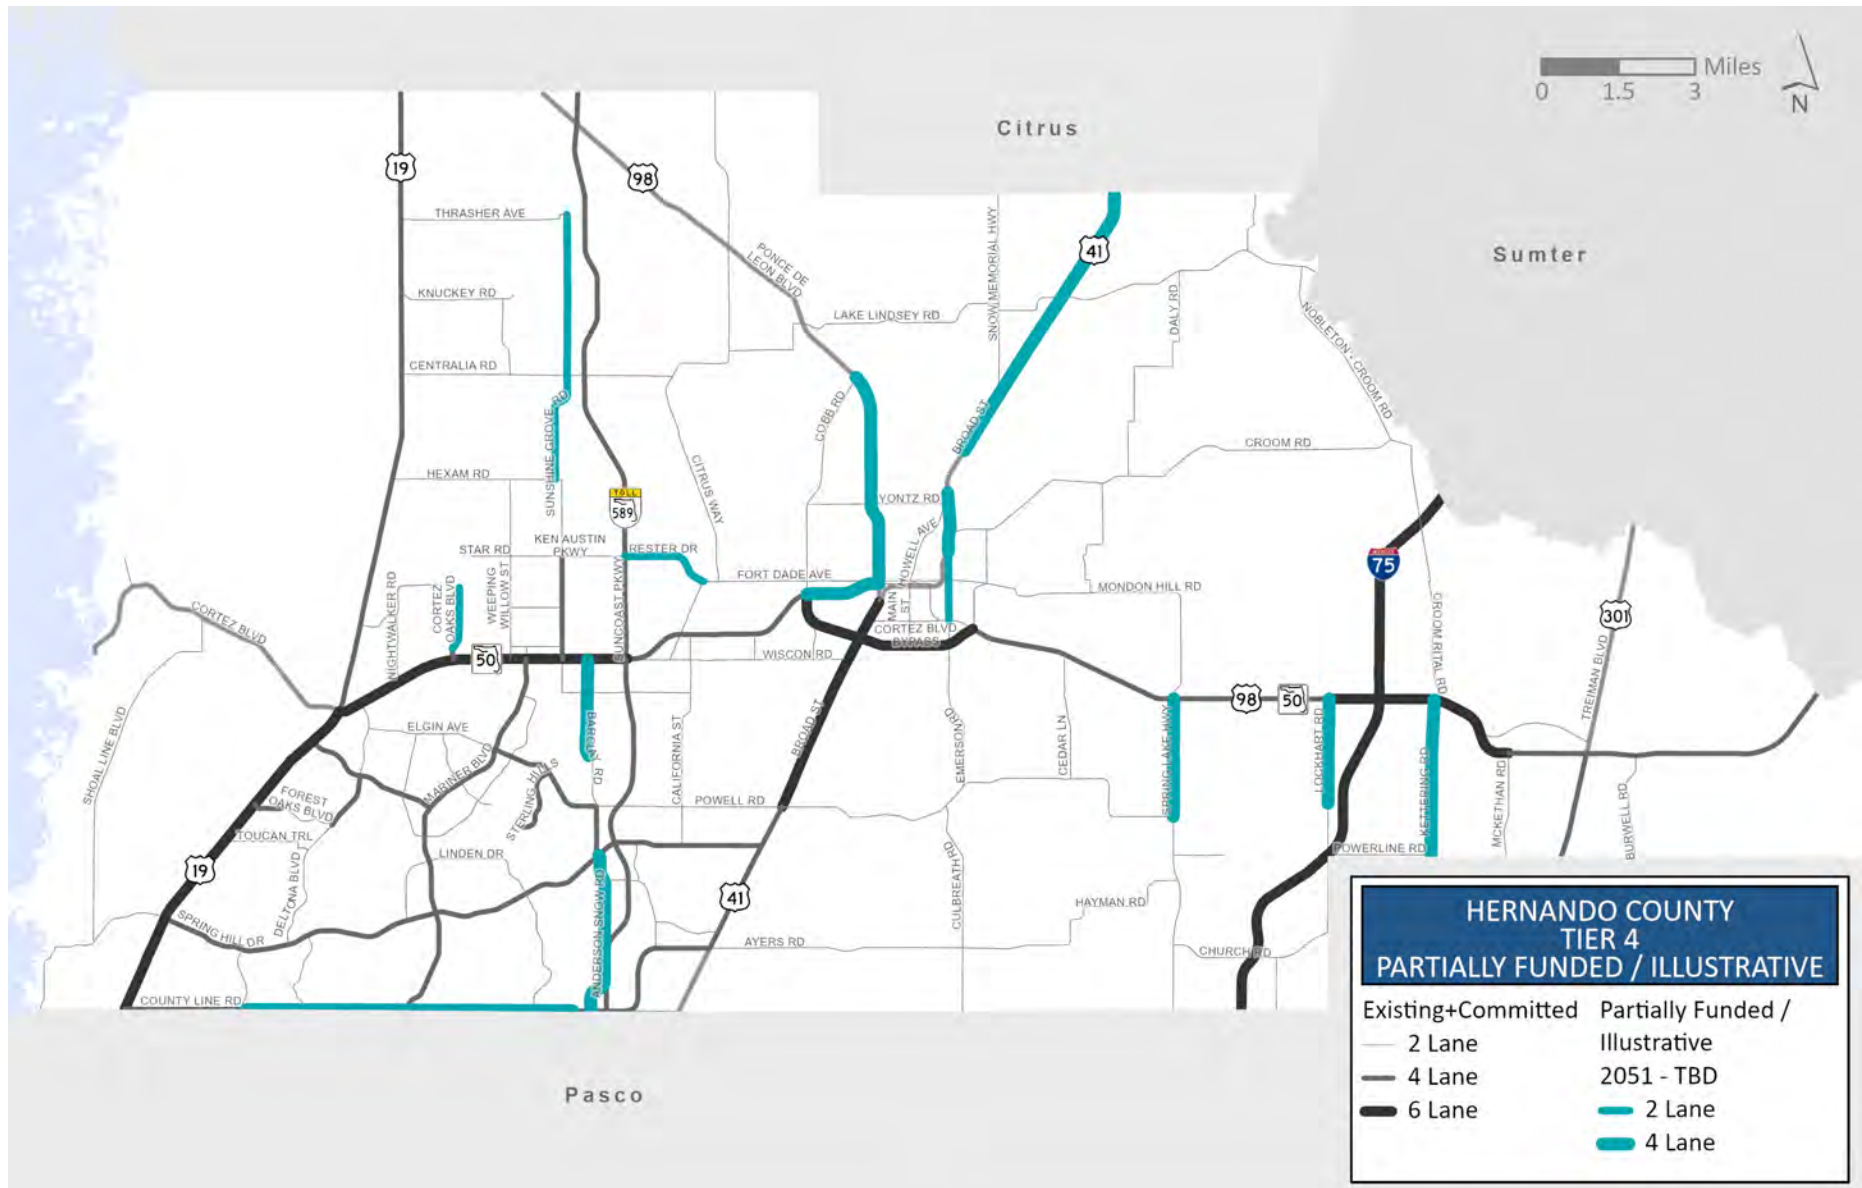 Miles
0 1.5 3
N
Citrus
19
98
THRASHER AVE
41
Sumter
PONCE DE
LEON BLVD
SNOW MEMORIAL HWY
KNUCKEY RD
DALY RD
LAKE LINDSEY RD
NOBLETON - CROOM RD
CENTRALIA RD
SUNSHINE GROVE RD
COBB RD
BROAD ST
CROOM RD
HEXAM RD
CITRUS WAY
TOLL
589
YONTZ RD
HOWELL AVE
KEN AUSTIN
PKWY
STAR RD
RESTER DR
75
FORT DADE AVE
MONDON HILL RD
NIGHTWALKER RD
CORTEZ
OAKS BLVD
WEEPING
WILLOW ST
SUNCOAST PKWY
MAIN
ST
CROOM RITAL RD
301
CORTEZ BLVD
CORTEZ BLVD
BYPASS
TREIMAN BLVD
50
WISCON RD
98
50
SHOAL LINE BLVD
ELGIN AVE
BARCLAY RD
CALIFORNIA ST
BROAD ST
EMERSON RD
CEDAR LN
SPRING LAKE HWY
LOCKHART RD
KETTERING RD
MCKETHAN RD
BURWELL RD
MARINER BLVD
STERLING HILLS
FOREST
OAKS BLVD
POWELL RD
TOUCAN TRL
LINDEN DR
POWERLINE RD
19
DELTONA BLVD
ANDERSON SNOW RD
41
CULBREATH RD
HAYMAN RD
SPRING HILL DR
AYERS RD
CHURCH RD
COUNTY LINE RD
Pasco
HERNANDO COUNTY
TIER 4
PARTIALLY FUNDED / ILLUSTRATIVE
Existing+Committed
2 Lane
4 Lane
6 Lane
Partially Funded /
Illustrative
2051 - TBD
2 Lane
4 Lane